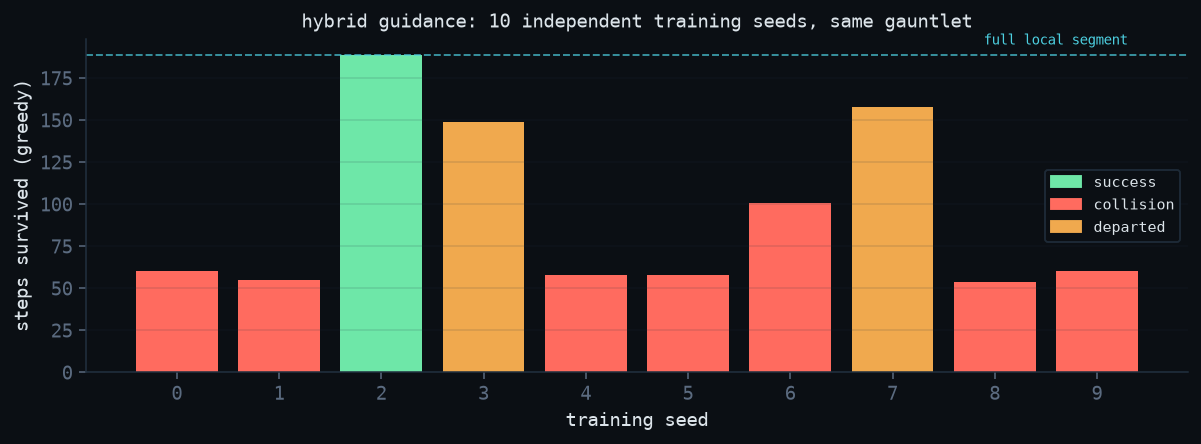 hybrid guidance: 10 independent training seeds, same gauntlet
full local segment
steps survived (greedy)
175
150
125
100
75
50
25
0
success
collision
departed
0 1 2 3 4 5 6 7 8 9
training seed